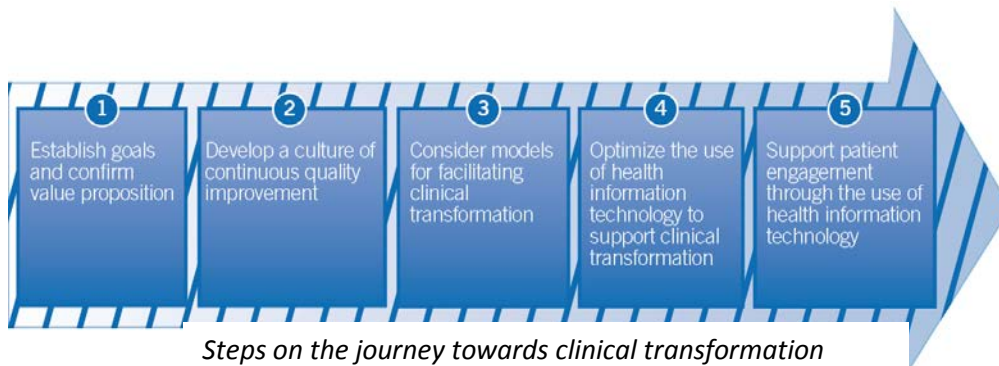 1
Establish goals
and confirm
value proposition
2
Develop a culture of
continuous quality
improvement
3
Consider models
for facilitating
clinical
transformation
4
Optimize the use
of health
information
technology to
support clinical
transformation
5
Support patient
engagement
through the use of
health information
technology
Steps on the journey towards clinical transformation